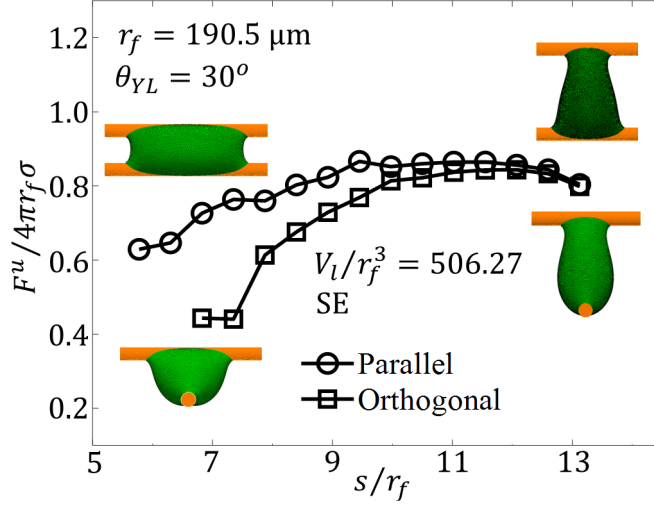 1.2
1.0
0.8
0.6
0.4
0.2
F^u/4πr_fσ
r_f = 190.5 μm
θ_YL = 30^o
V_l/r_f^3 = 506.27
SE
Parallel
Orthogonal
5 7 9 11 13
s/r_f